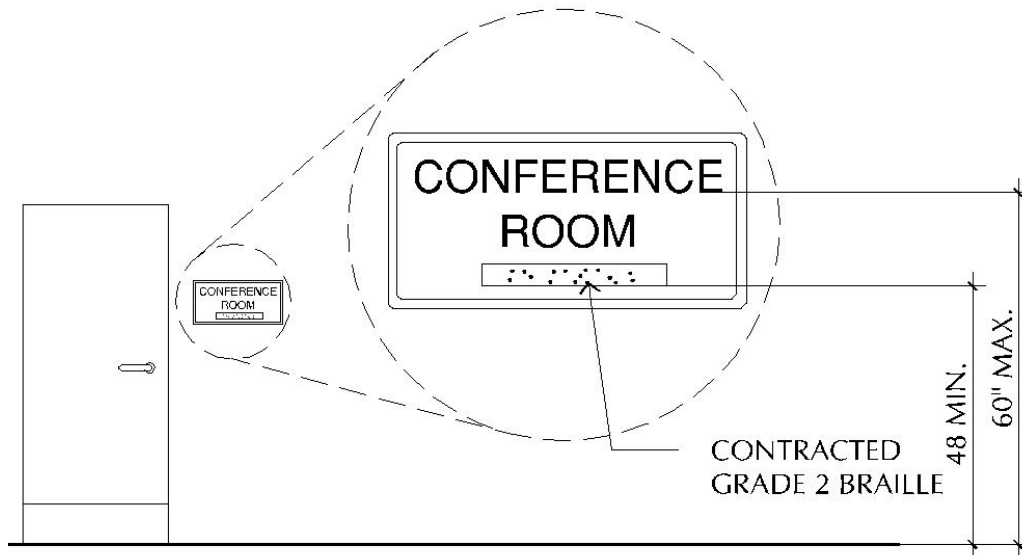 CONFERENCE
ROOM
CONFERENCE
ROOM
CONTRACTED
GRADE 2 BRAILLE
48 MIN.
60" MAX.